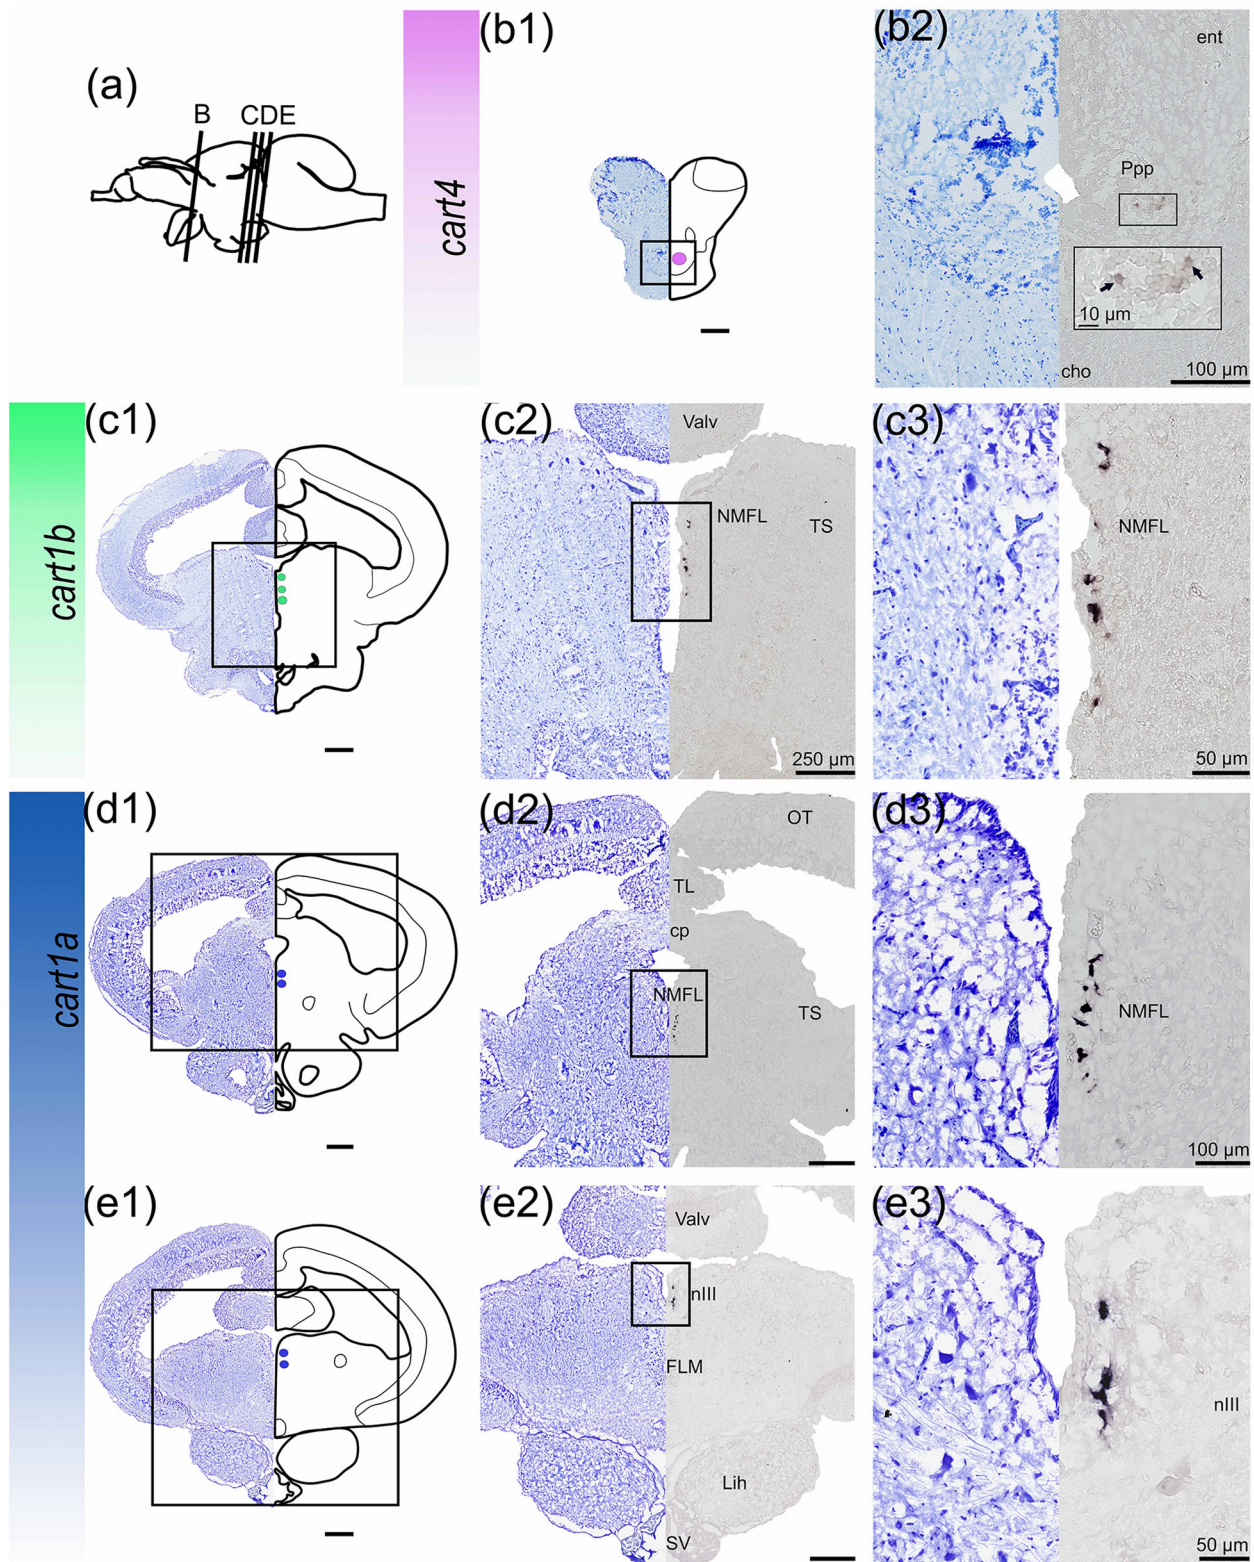 (a)
B CDE
cart4
(b1)
(b2)
ent
Ppp
10 µm
cho
100 µm
cart1b
(c1)
(c2)
Valv
NMFL
TS
250 µm
(c3)
NMFL
50 µm
cart1a
(d1)
(d2)
OT
TL
cp
NMFL
TS
(d3)
NMFL
100 µm
(e1)
(e2)
Valv
nIII
FLM
Lih
SV
(e3)
nIII
50 µm